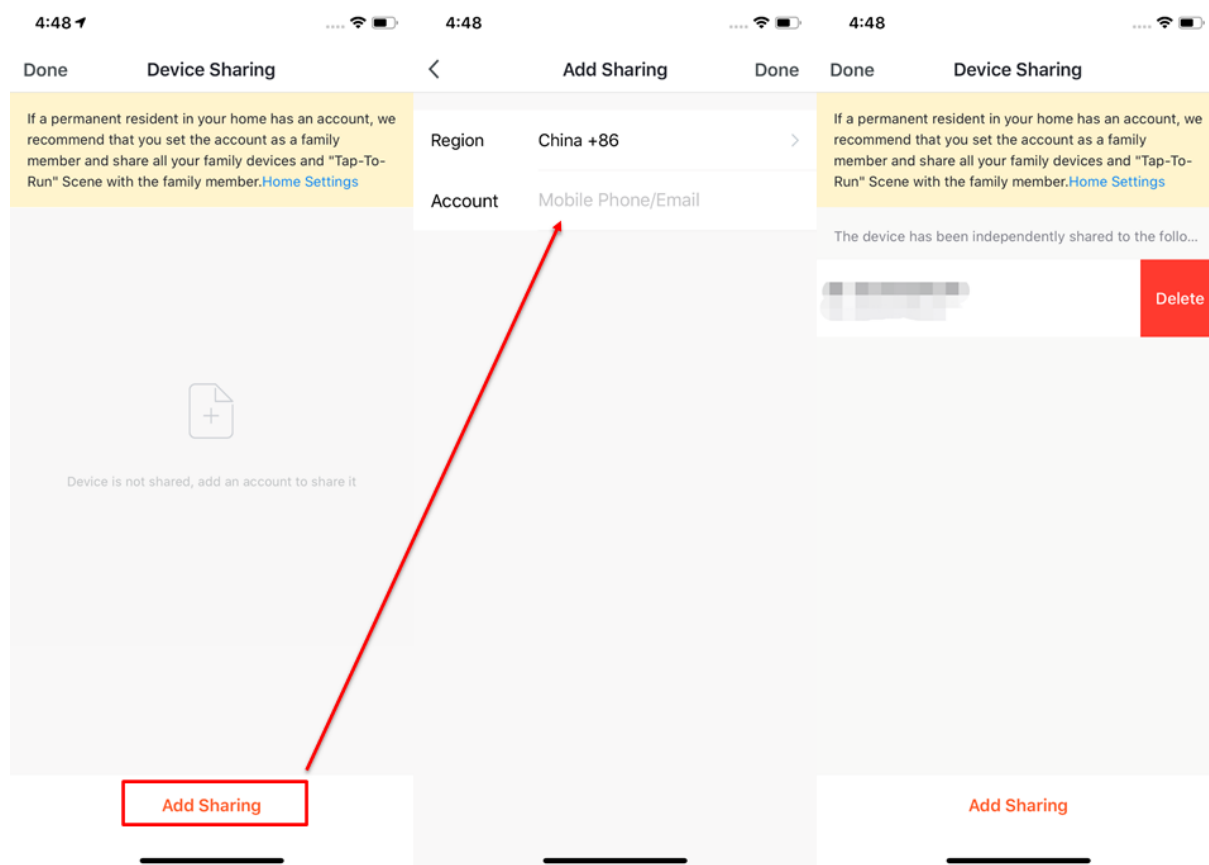 4:48
Done
Device Sharing
If a permanent resident in your home has an account, we
recommend that you set the account as a family
member and share all your family devices and "Tap-To-
Run" Scene with the family member.Home Settings
Device is not shared, add an account to share it
Add Sharing
4:48
Add Sharing
Done
Region
China +86
Account
Mobile Phone/Email
4:48
Done
Device Sharing
If a permanent resident in your home has an account, we
recommend that you set the account as a family
member and share all your family devices and "Tap-To-
Run" Scene with the family member.Home Settings
The device has been independently shared to the follo...
Delete
Add Sharing